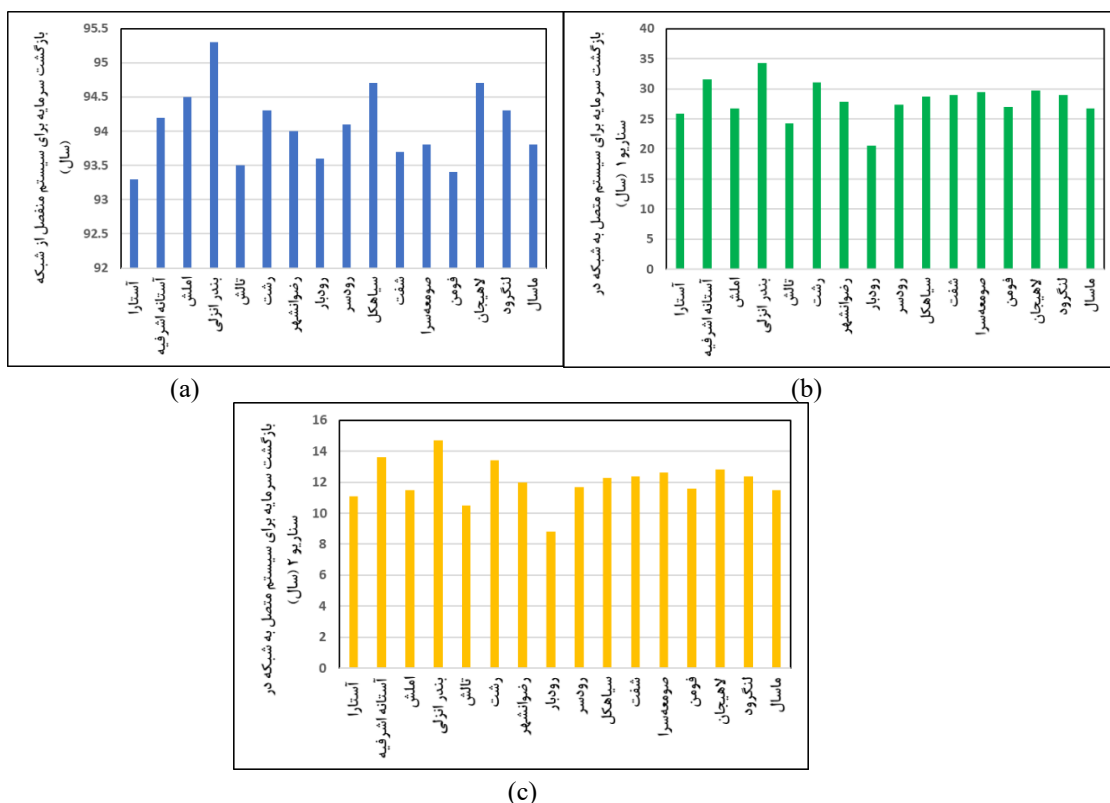 بازگشت سرمایه برای سیستم منفصل از شبکه
(سال)
95.5
95
94.5
94
93.5
93
92.5
92
آستارا
آستانه اشرفیه
املش
بندر انزلی
تالش
رشت
رضوانشهر
رودبار
رودسر
سیاهکل
شفت
صومعه‌سرا
فومن
لاهیجان
لنگرود
ماسال
(a)
بازگشت سرمایه برای سیستم متصل به شبکه در
سناریو ۱ (سال)
40
35
30
25
20
15
10
5
0
آستارا
آستانه اشرفیه
املش
بندر انزلی
تالش
رشت
رضوانشهر
رودبار
رودسر
سیاهکل
شفت
صومعه‌سرا
فومن
لاهیجان
لنگرود
ماسال
(b)
بازگشت سرمایه برای سیستم متصل به شبکه در
سناریو ۲ (سال)
16
14
12
10
8
6
4
2
0
آستارا
آستانه اشرفیه
املش
بندر انزلی
تالش
رشت
رضوانشهر
رودبار
رودسر
سیاهکل
شفت
صومعه‌سرا
فومن
لاهیجان
لنگرود
ماسال
(c)